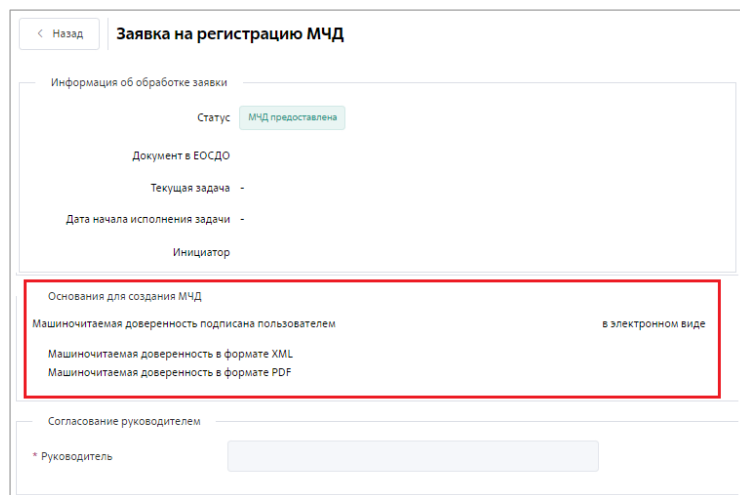 Назад
Заявка на регистрацию МЧД
Информация об обработке заявки
Статус МЧД предоставлена
Документ в ЕОСДО
Текущая задача -
Дата начала исполнения задачи -
Инициатор
Основания для создания МЧД
Машиночитаемая доверенность подписана пользователем в электронном виде
Машиночитаемая доверенность в формате XML
Машиночитаемая доверенность в формате PDF
Согласование руководителем
* Руководитель